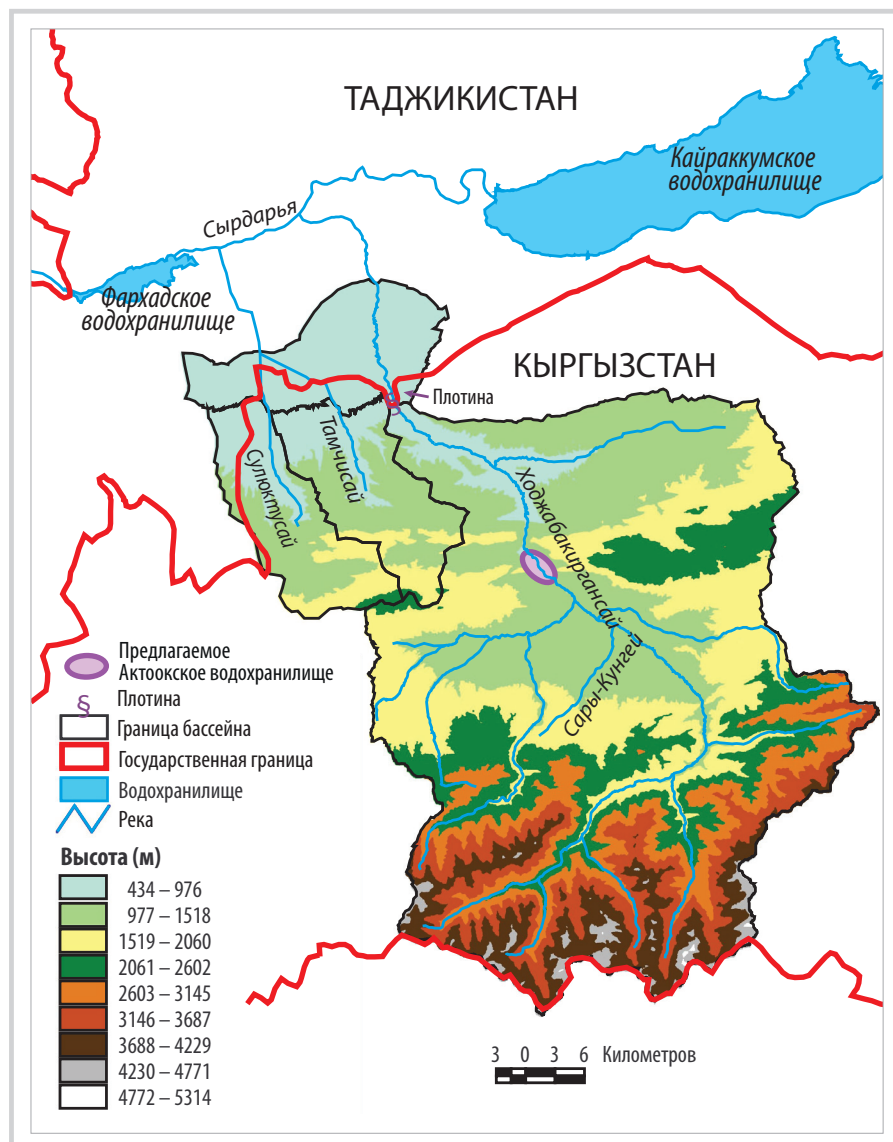 ТАДЖИКИСТАН
Кайраккумское
водохранилище
Сырдарья
Фархадское
водохранилище
КЫРГЫЗСТАН
Плотина
Сулюктусай
Тамчисай
Ходжабакиргансай
Сары-Кунгей
Предлагаемое
Актоокское водохранилище
§ Плотина
Граница бассейна
Государственная граница
Водохранилище
Река
Высота (м)
434 – 976
977 – 1518
1519 – 2060
2061 – 2602
2603 – 3145
3146 – 3687
3688 – 4229
4230 – 4771
4772 – 5314
3 0 3 6 Километров